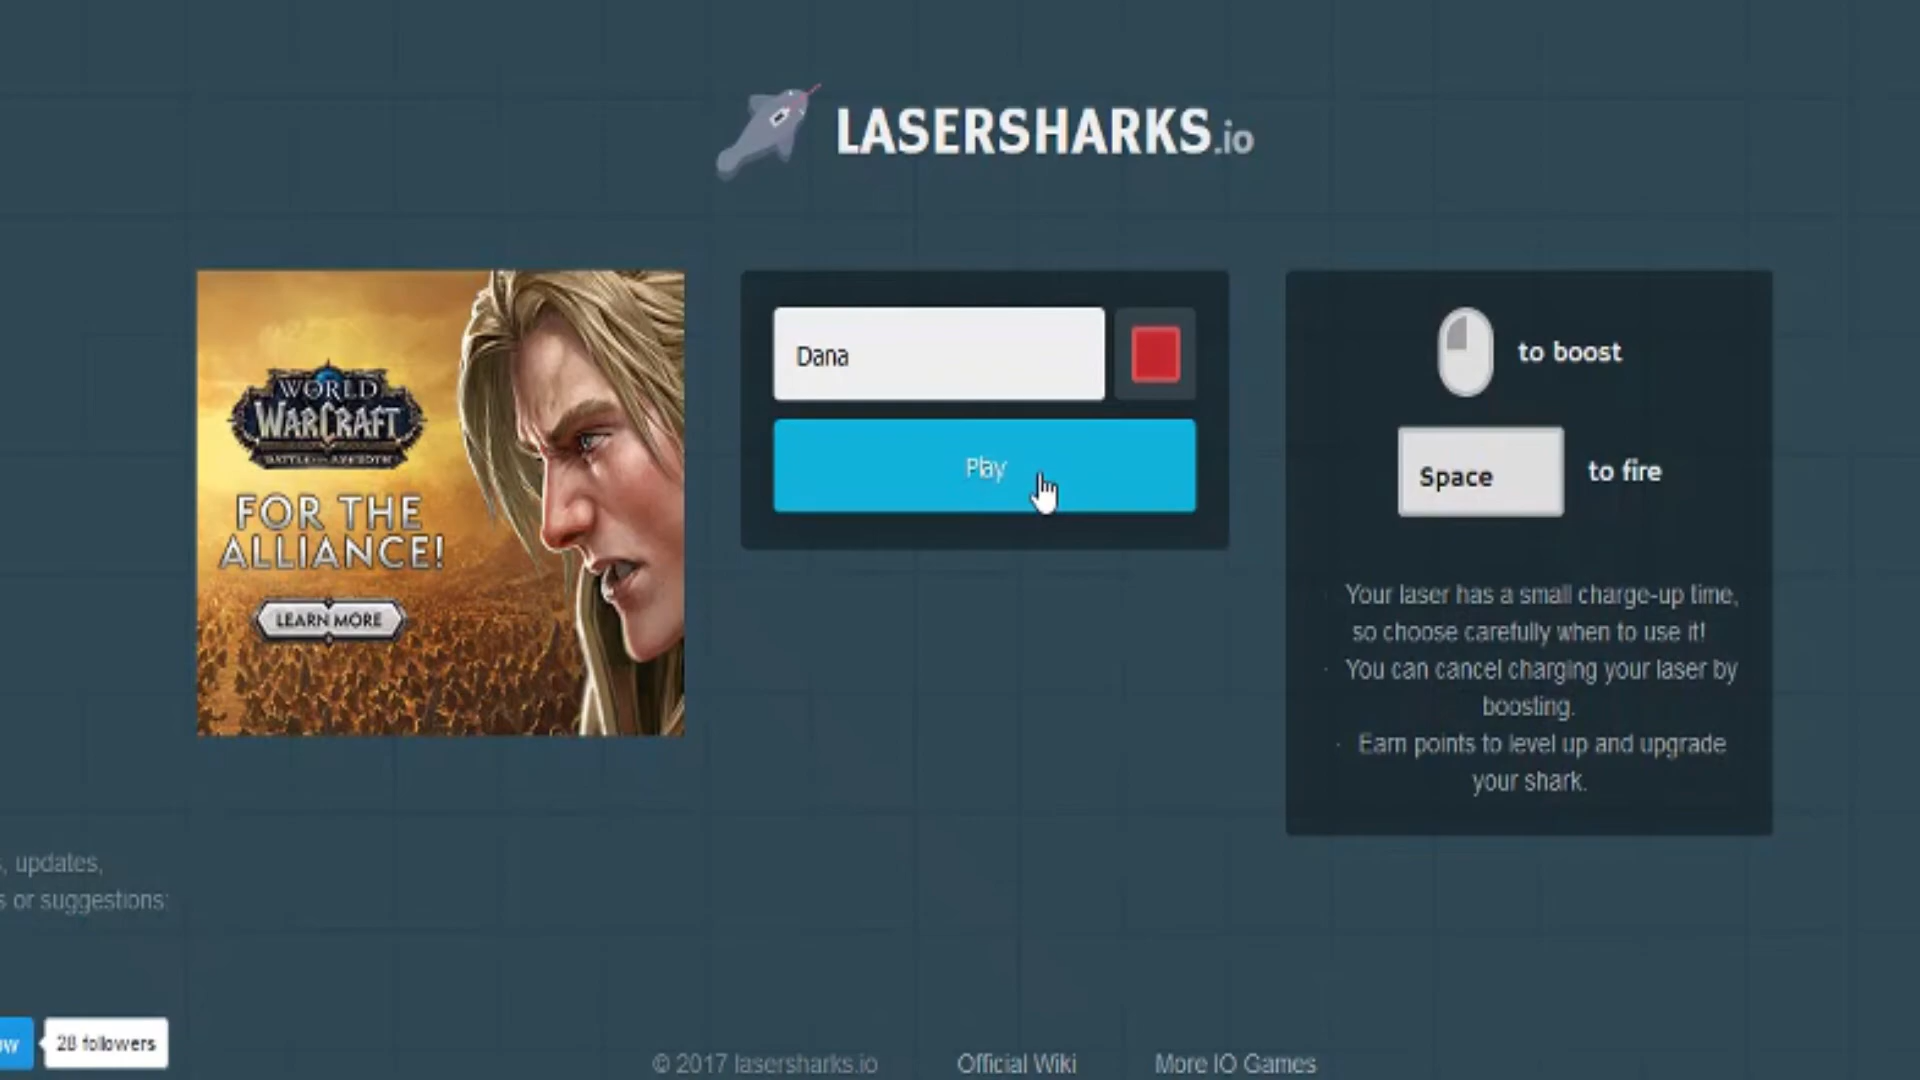 LASERSHARKS.io
WORLD
WARCRAFT
FOR THE
ALLIANCE!
LEARN MORE
Dana
Play
to boost
Space
to fire
· Your laser has a small charge-up time,
so choose carefully when to use it!
· You can cancel charging your laser by
boosting.
· Earn points to level up and upgrade
your shark.
, updates,
s or suggestions:
ow
28 followers
© 2017 lasersharks.io
Official Wiki
More IO Games